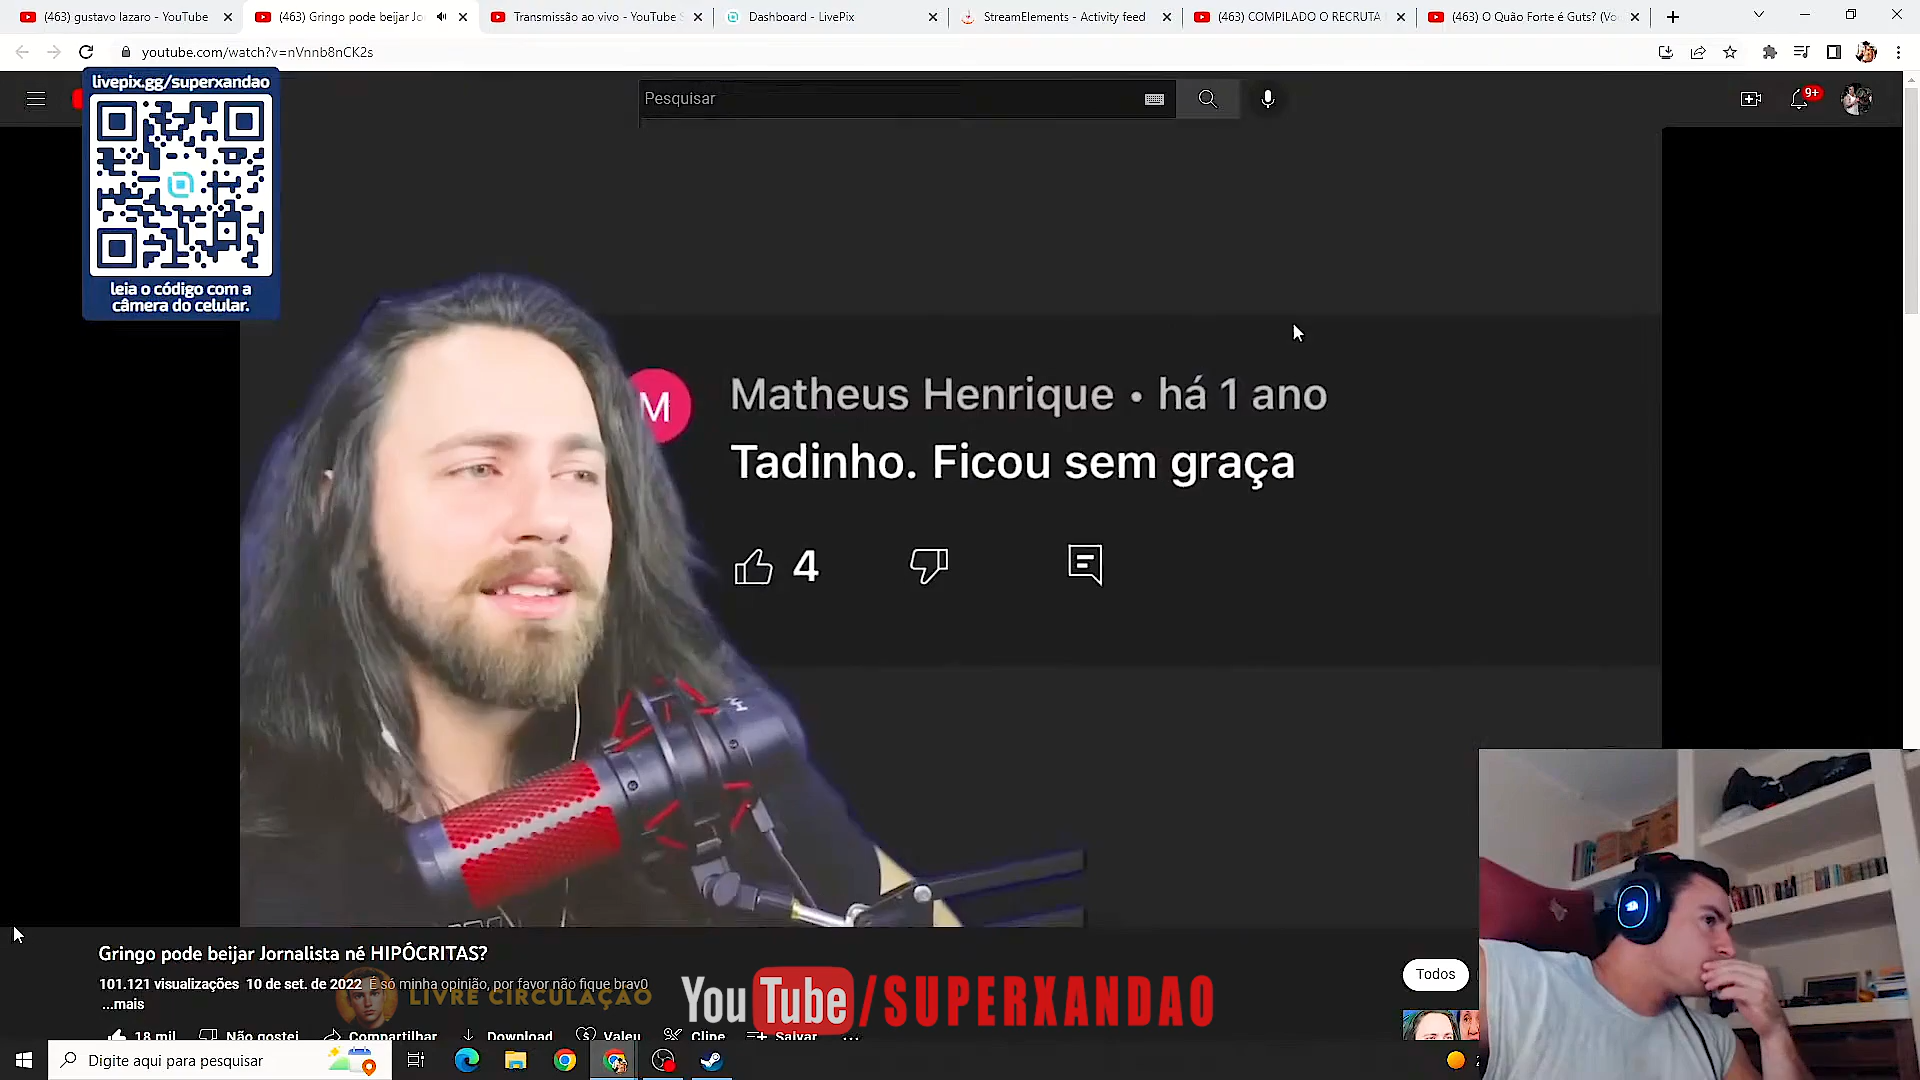 (463) gustavo lazaro - YouTube
(463) Gringo pode beijar Jo
Transmissão ao vivo - YouTube S
Dashboard - LivePix
StreamElements - Activity feed
(463) COMPILADO O RECRUTA
(463) O Quão Forte é Guts? (Vo
youtube.com/watch?v=nVnnb8nCK2s
livepix.gg/superxandao
Pesquisar
9+
leia o código com a
câmera do celular.
M
Matheus Henrique • há 1 ano
Tadinho. Ficou sem graça
4
Gringo pode beijar Jornalista né HIPÓCRITAS?
101.121 visualizações 10 de set. de 2022 É só minha opinião, por favor não fique brav0
...mais
LIVRE CIRCULAÇÃO
YouTube/SUPERXANDAO
Todos
18 mil
Não gostei
Compartilhar
Download
Valeu
Clipe
Salvar
...
Digite aqui para pesquisar